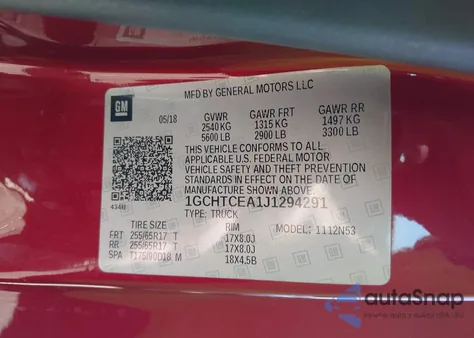 GM
MFD BY GENERAL MOTORS LLC
05/18
GVWR GAWR FRT GAWR RR
2540 KG 1315 KG 1497 KG
5600 LB 2900 LB 3300 LB
THIS VEHICLE CONFORMS TO ALL
APPLICABLE U.S. FEDERAL MOTOR
VEHICLE SAFETY AND THEFT PREVENTION
STANDARDS IN EFFECT ON THE DATE
OF MANUFACTURE SHOWN ABOVE.
1GCHTCEA1J1294291
TYPE: TRUCK
TIRE SIZE RIM 1112N53
FRT 255/65R17 T 17X8.0J
RR 255/65R17 T 17X8.0J
SPA T175/90D18 M 18X4.5B
autoSnap